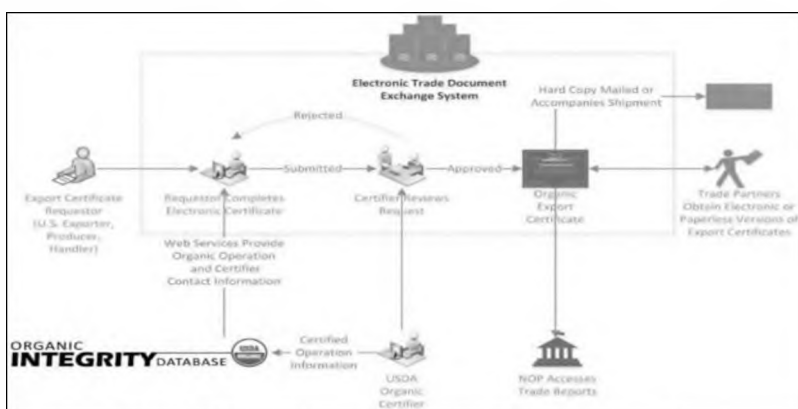 Electronic Trade Document
Exchange System
Hard Copy Mailed or
Accompanies Shipment
Rejected
Submitted
Approved
Export Certificate
Requestor
(U.S. Exporter,
Producer,
Handler)
Requestor Completes
Electronic Certificate
Certifier Reviews
Request
Organic
Export
Certificate
Trade Partners
Obtain Electronic or
Paperless Versions of
Export Certificates
Web Services Provide
Organic Operation
and Certifier
Contact Information
ORGANIC
INTEGRITY DATABASE
USDA
Certified
Operation
Information
USDA
Organic
Certifier
NOP Accesses
Trade Reports